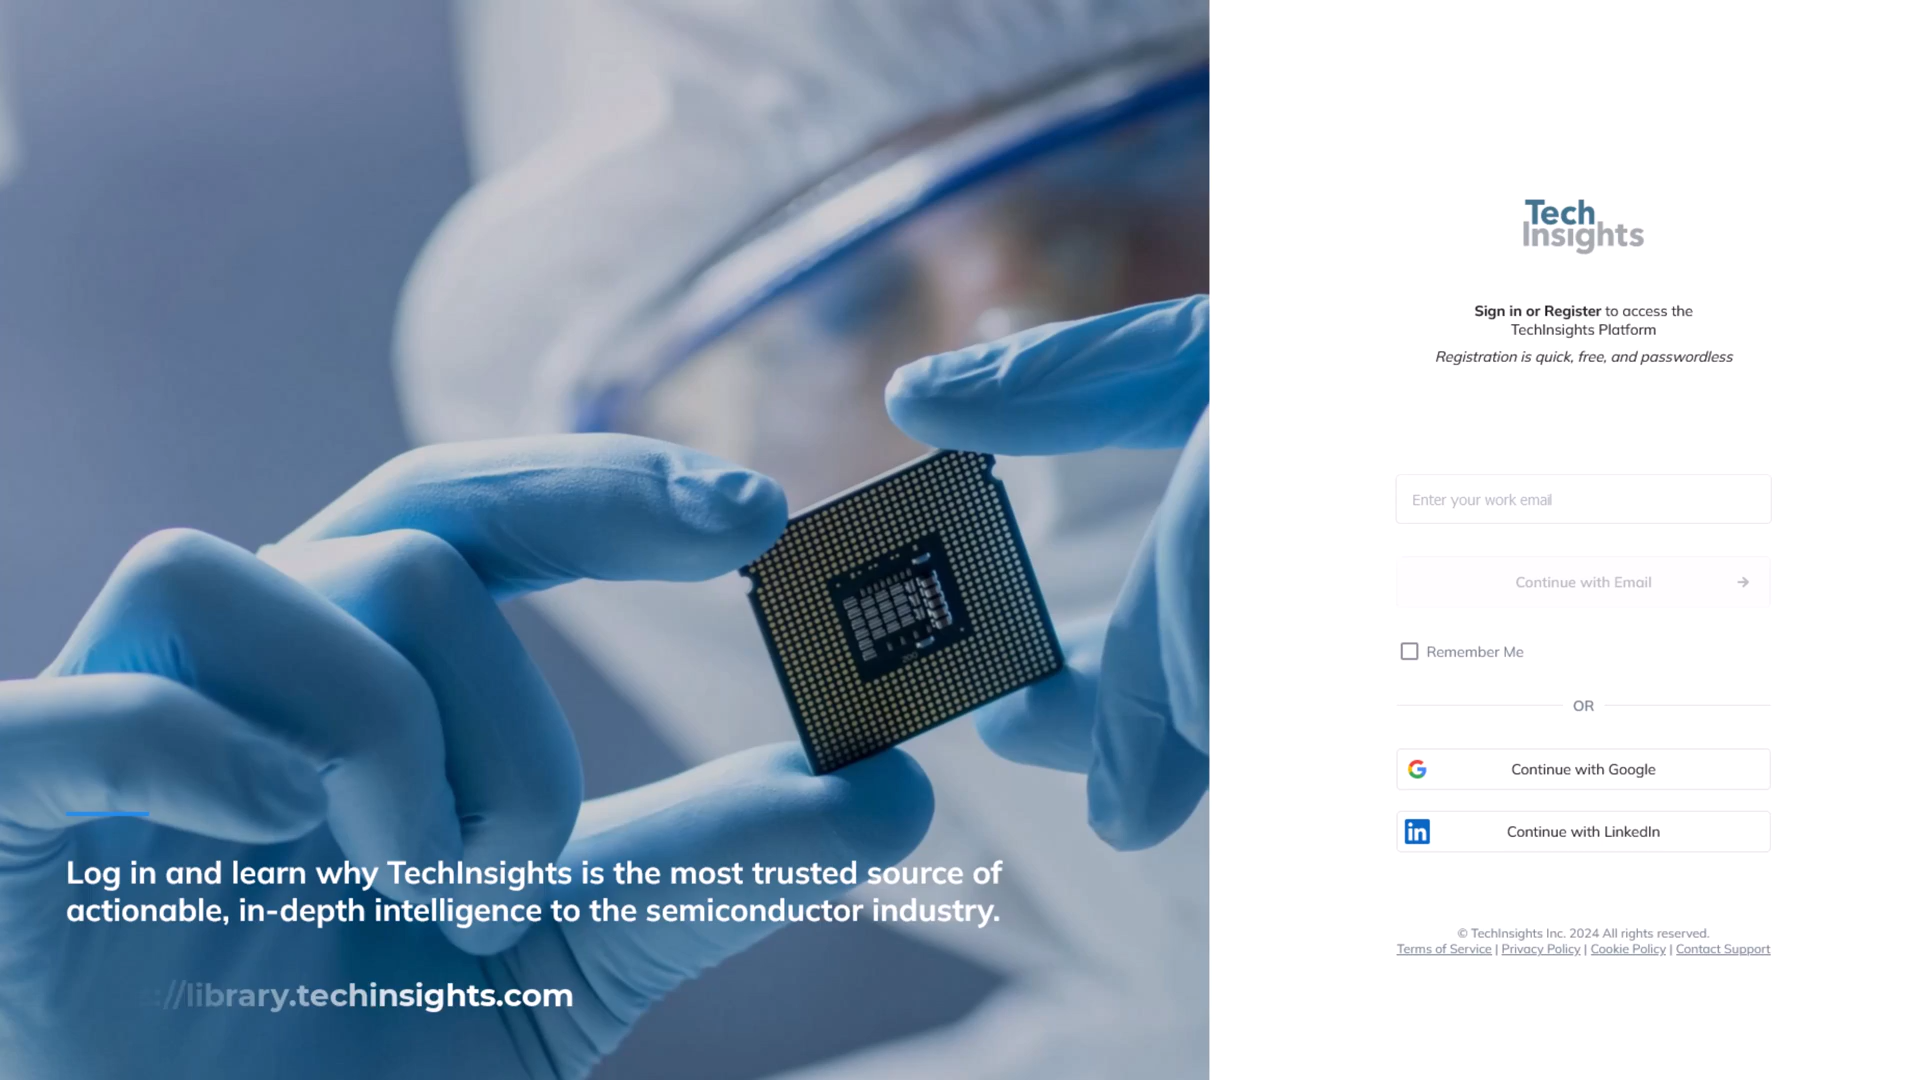 Log in and learn why TechInsights is the most trusted source of
actionable, in-depth intelligence to the semiconductor industry.
://library.techinsights.com
Tech
Insights
Sign in or Register to access the
TechInsights Platform
Registration is quick, free, and passwordless
Enter your work email
Continue with Email
Remember Me
OR
Continue with Google
in Continue with LinkedIn
© TechInsights Inc. 2024 All rights reserved.
Terms of Service | Privacy Policy | Cookie Policy | Contact Support